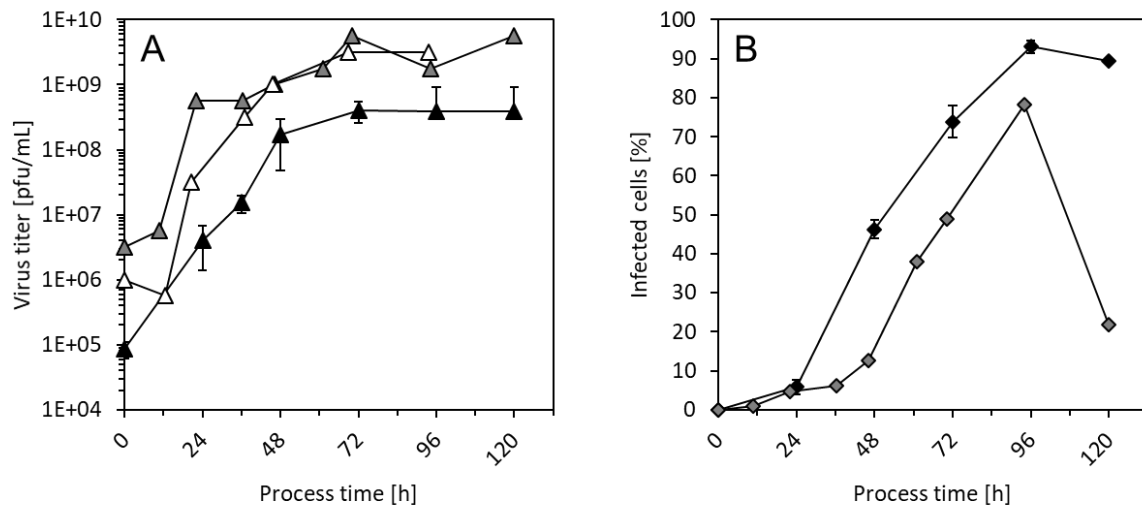 A
Virus titer [pfu/mL]
1E+10
1E+09
1E+08
1E+07
1E+06
1E+05
1E+04
0
24
48
72
96
120
Process time [h]
B
Infected cells [%]
100
90
80
70
60
50
40
30
20
10
0
0
24
48
72
96
120
Process time [h]